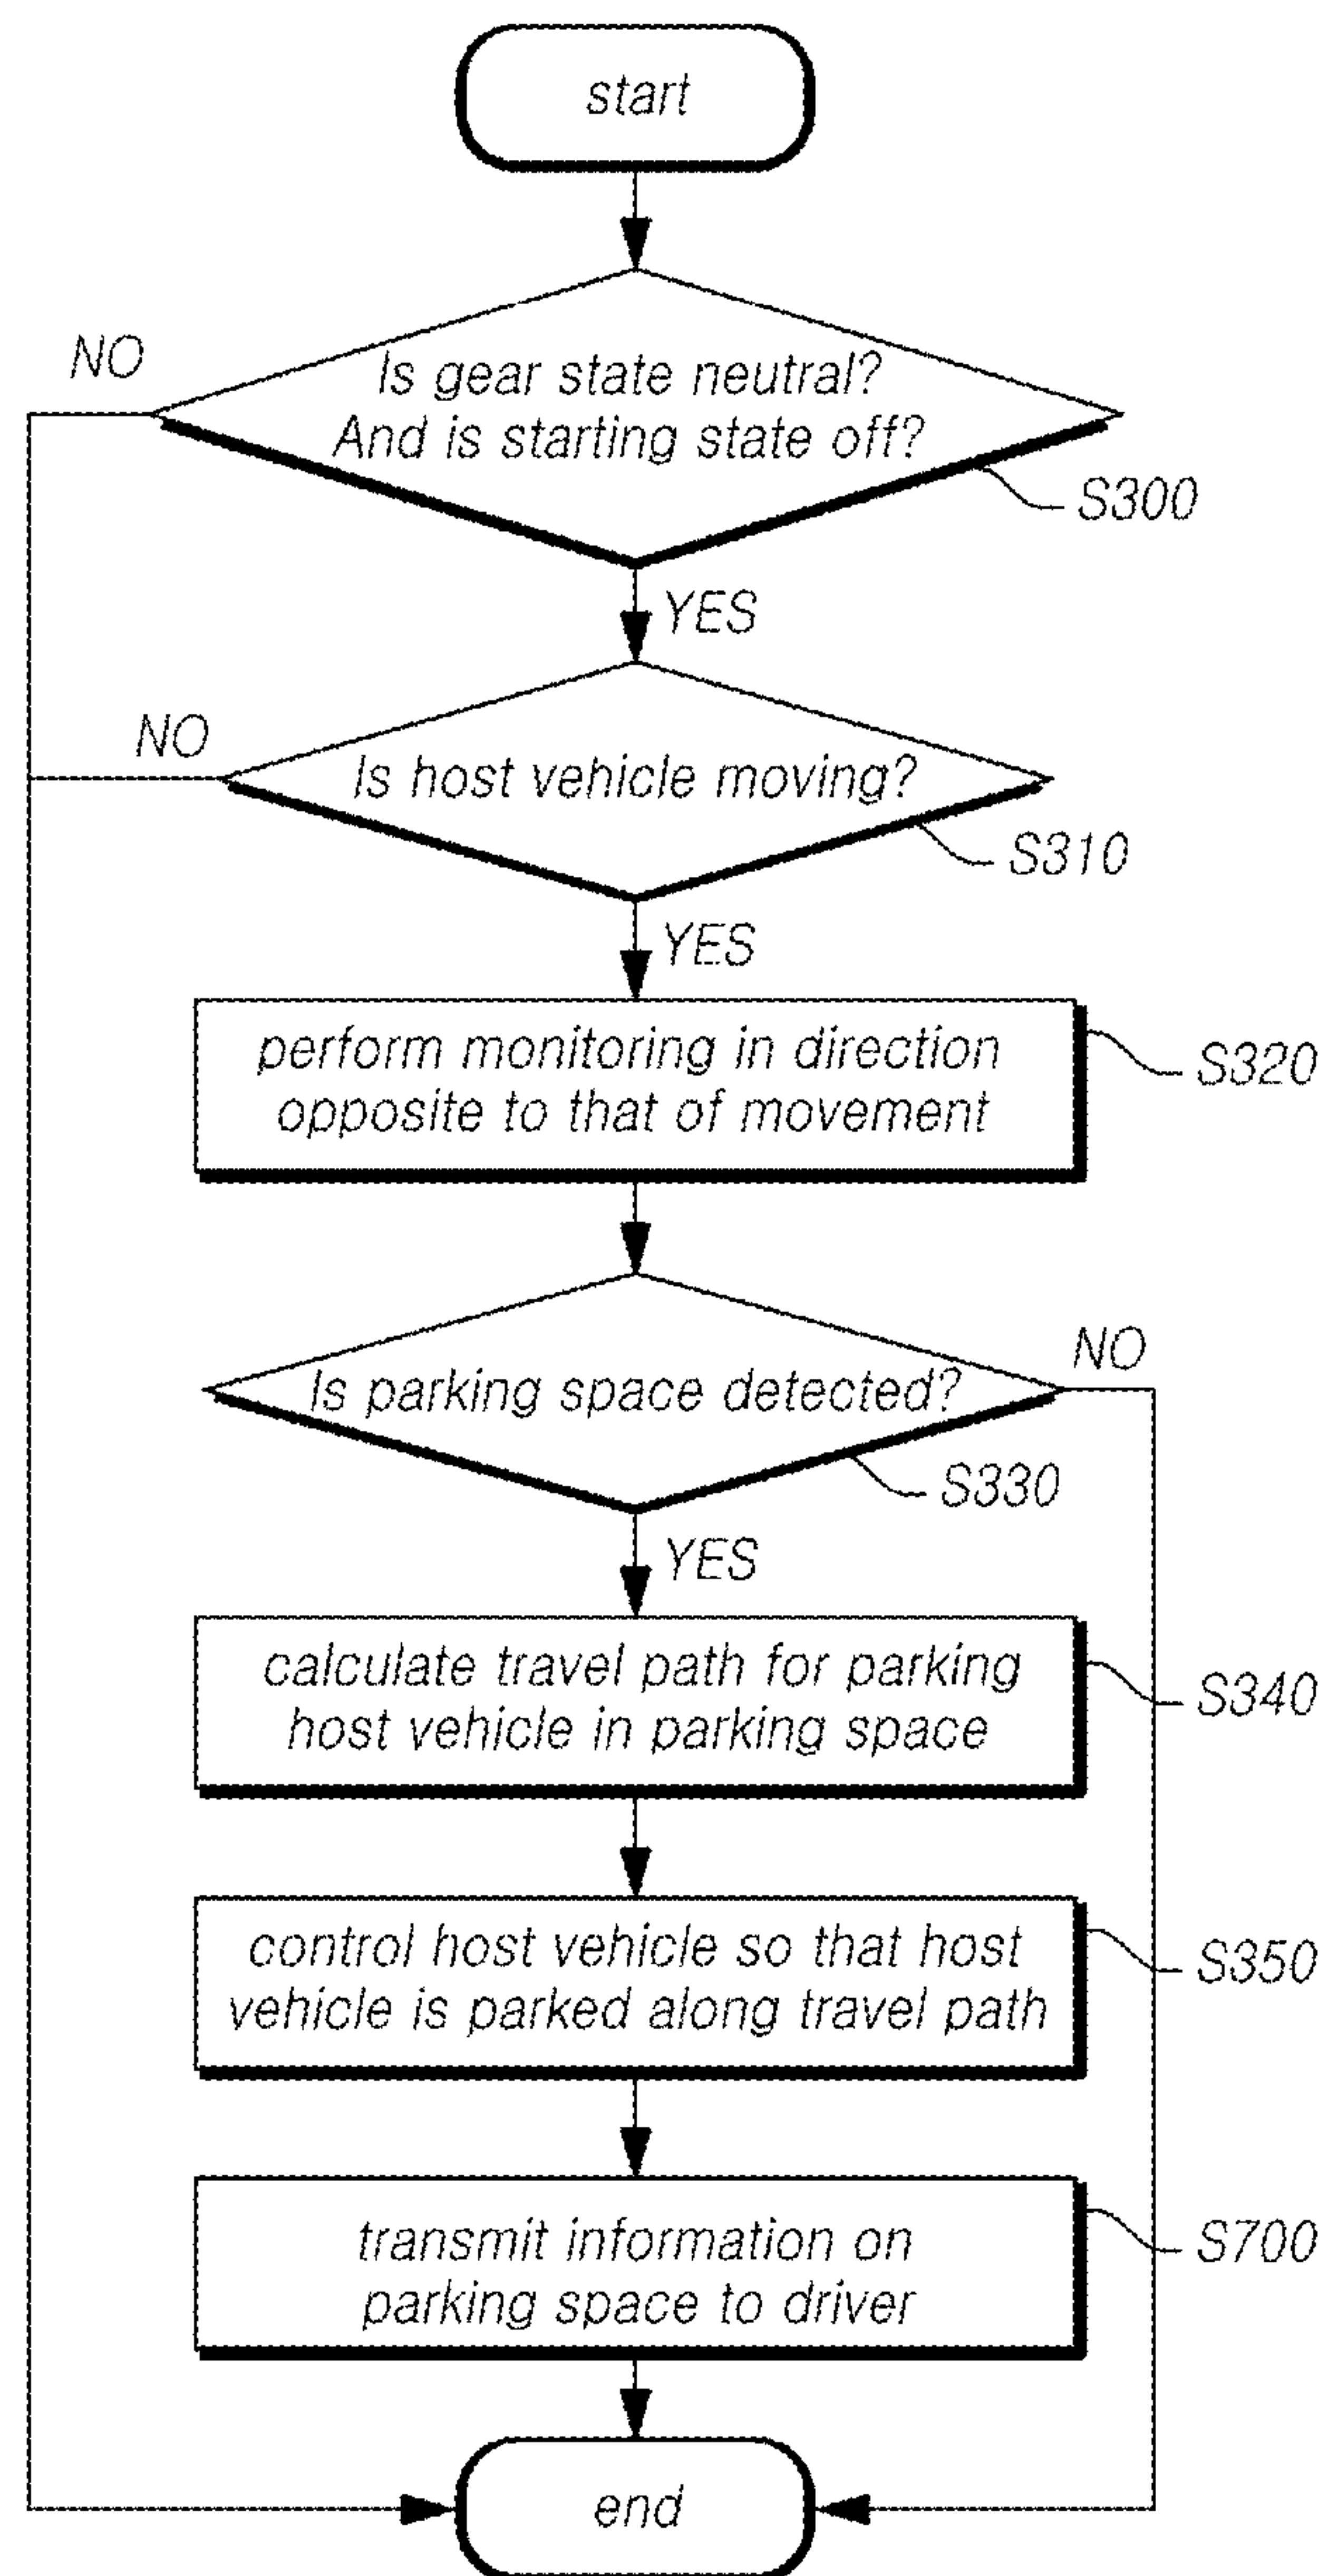 start
NO
Is gear state neutral?
And is starting state off?
S300
YES
NO
Is host vehicle moving?
S310
YES
perform monitoring in direction
opposite to that of movement
S320
NO
Is parking space detected?
S330
YES
calculate travel path for parking
host vehicle in parking space
S340
control host vehicle so that host
vehicle is parked along travel path
S350
transmit information on
parking space to driver
S700
end